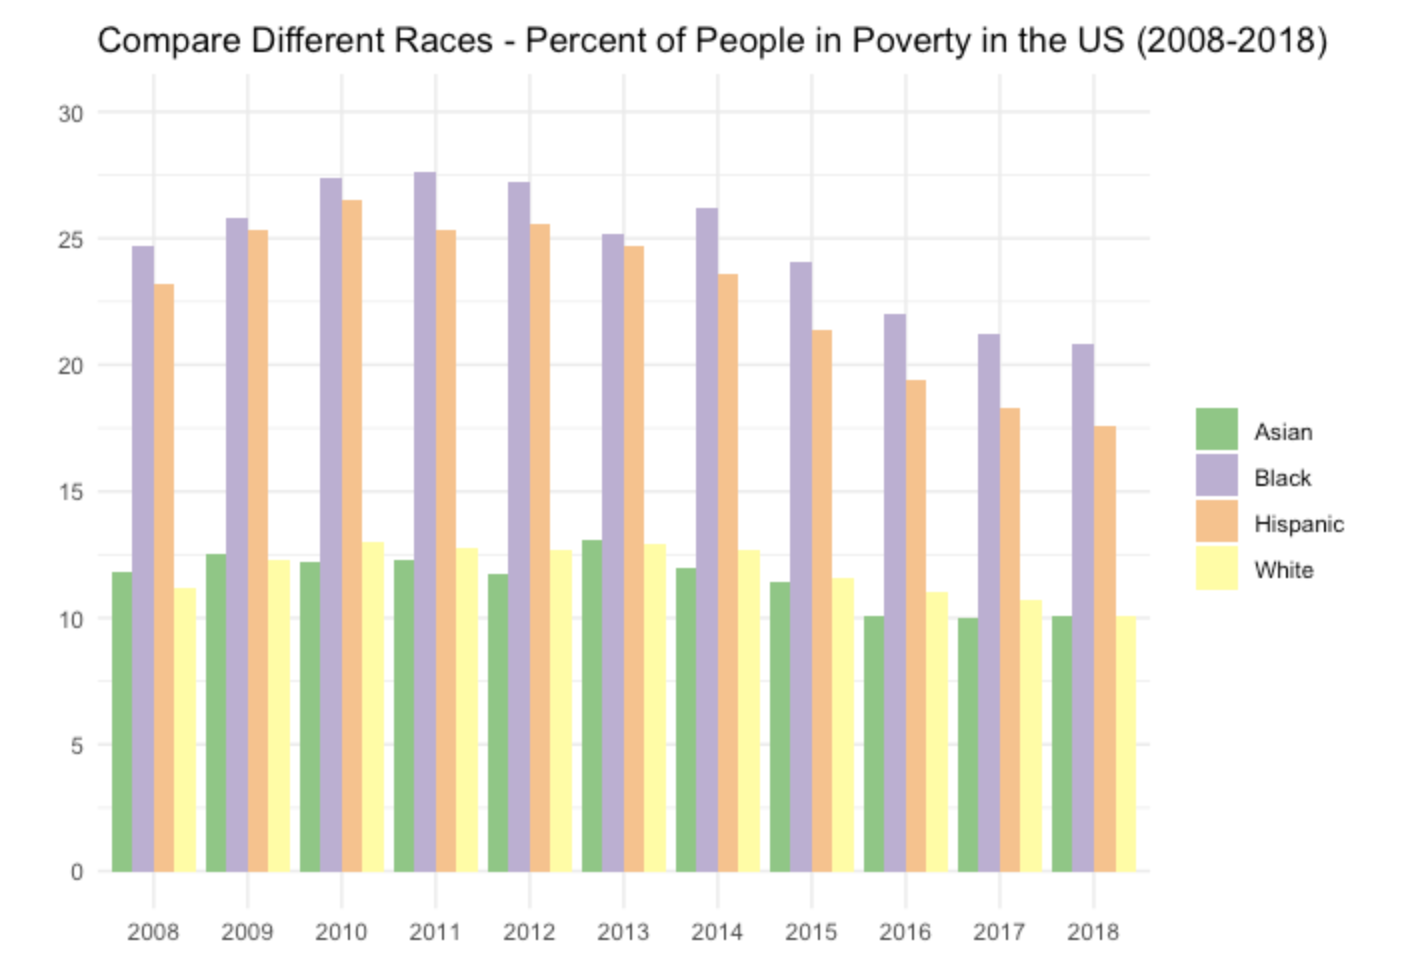 Compare Different Races - Percent of People in Poverty in the US (2008-2018)
30
25
20
15
10
5
0
2008 2009 2010 2011 2012 2013 2014 2015 2016 2017 2018
Asian
Black
Hispanic
White